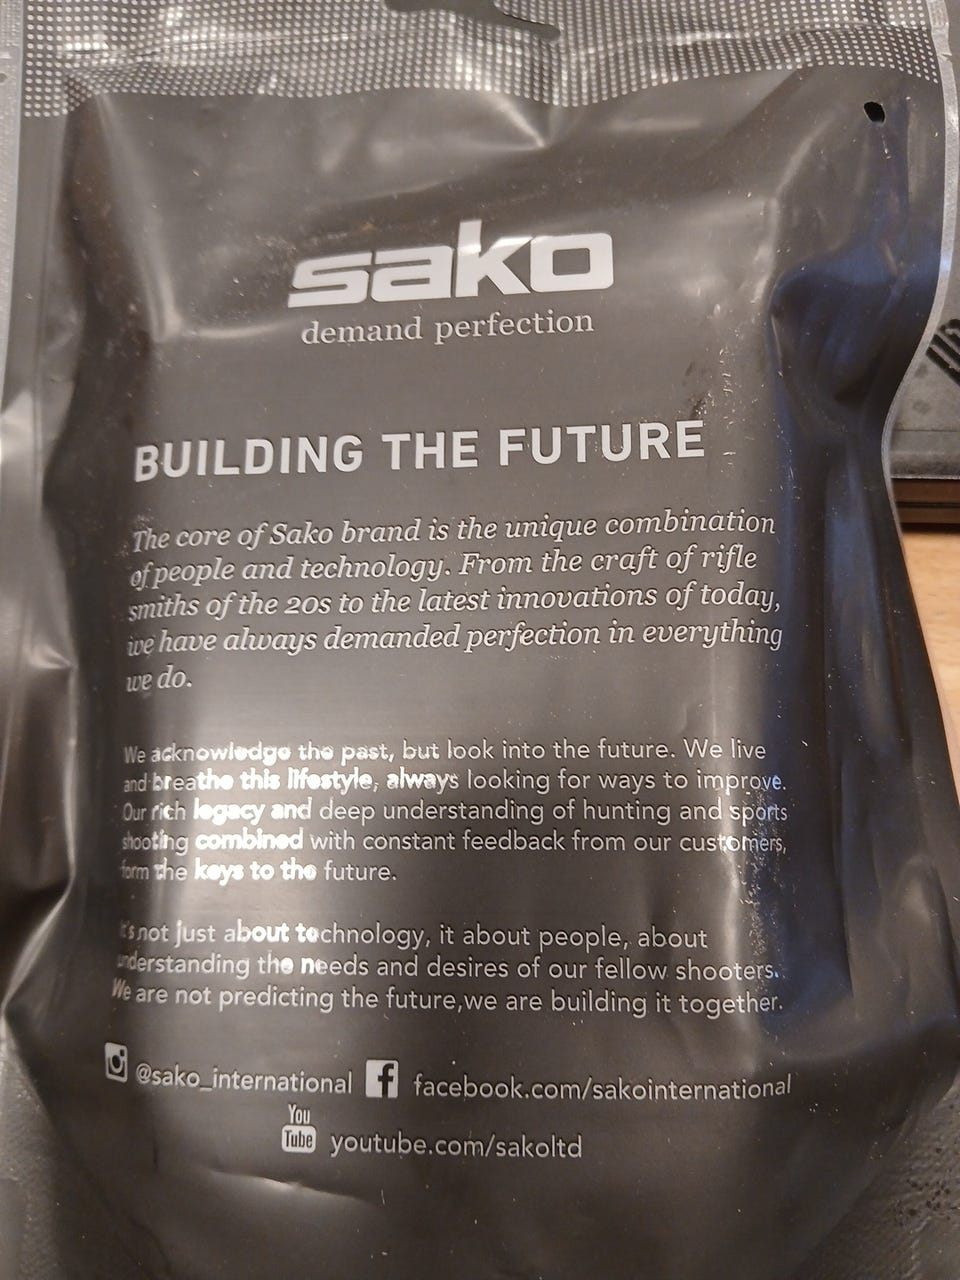 sako
demand perfection
BUILDING THE FUTURE
The core of Sako brand is the unique combination
of people and technology. From the craft of rifle
smiths of the 20s to the latest innovations of today,
we have always demanded perfection in everything
we do.
We acknowledge the past, but look into the future. We live
and breathe this lifestyle, always looking for ways to improve.
Our rich legacy and deep understanding of hunting and sports
shooting combined with constant feedback from our customers,
form the keys to the future.
It's not just about technology, it about people, about
understanding the needs and desires of our fellow shooters.
We are not predicting the future,we are building it together.
@sako_international facebook.com/sakointernational
You
Tube youtube.com/sakoltd